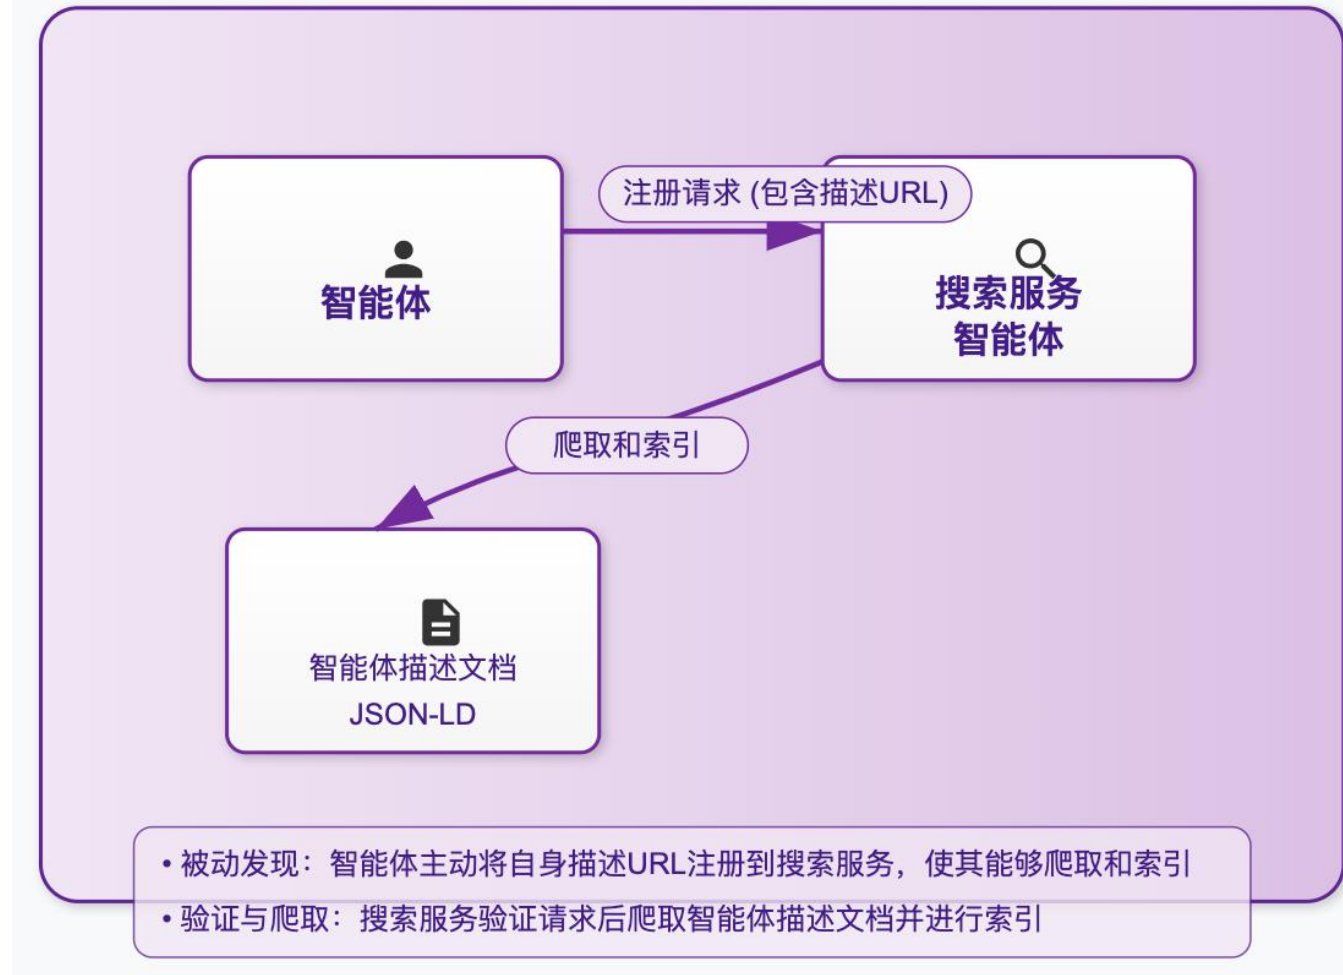 注册请求 (包含描述URL)
智能体
搜索服务
智能体
爬取和索引
智能体描述文档
JSON-LD
• 被动发现：智能体主动将自身描述URL注册到搜索服务，使其能够爬取和索引
• 验证与爬取：搜索服务验证请求后爬取智能体描述文档并进行索引